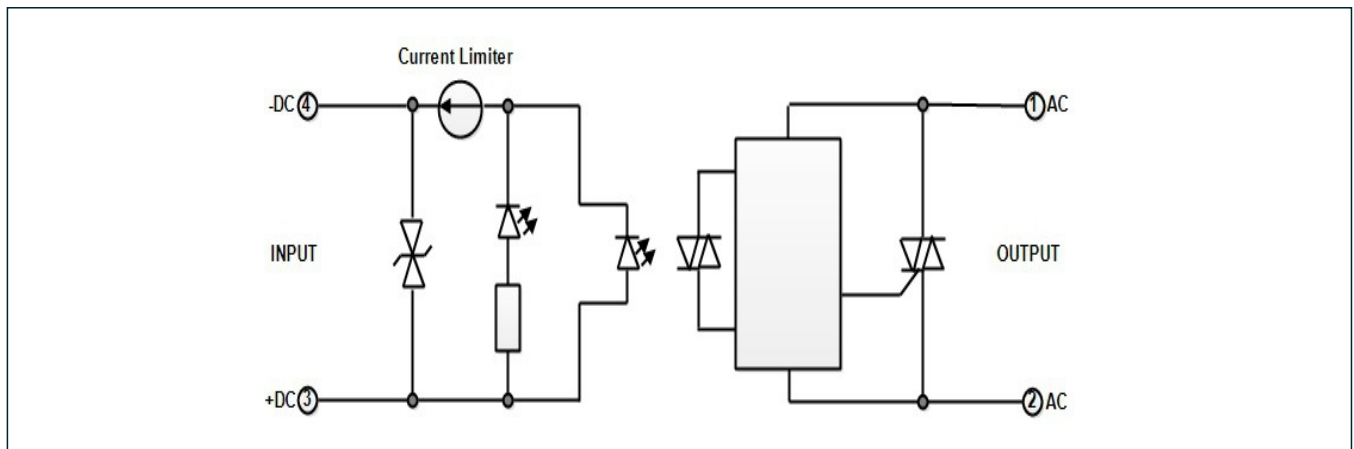 Current Limiter
-DC 4
1 AC
INPUT
OUTPUT
+DC 3
2 AC